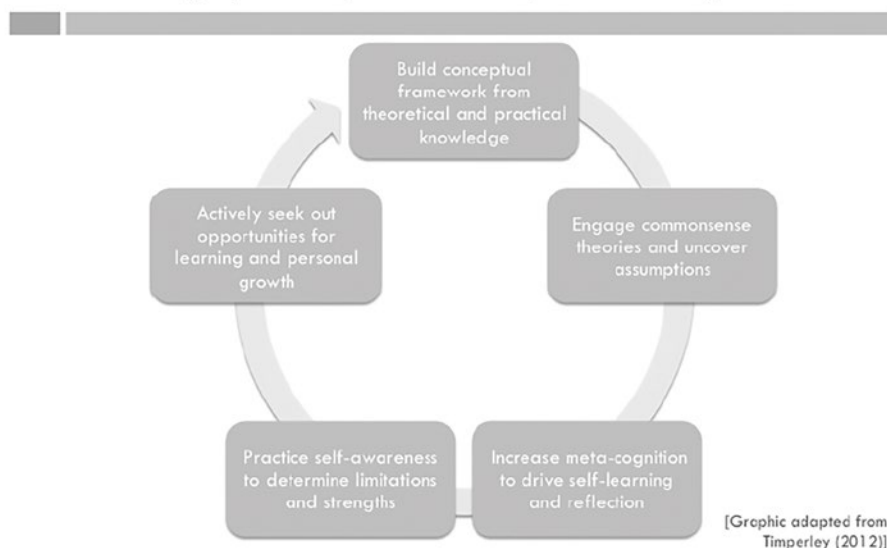 Build conceptual
framework from
theoretical and practical
knowledge
Engage commonsense
theories and uncover
assumptions
Increase meta-cognition
to drive self-learning
and reflection
Practice self-awareness
to determine limitations
and strengths
Actively seek out
opportunities for
learning and personal
growth
[Graphic adapted from
Timperley (2012)]